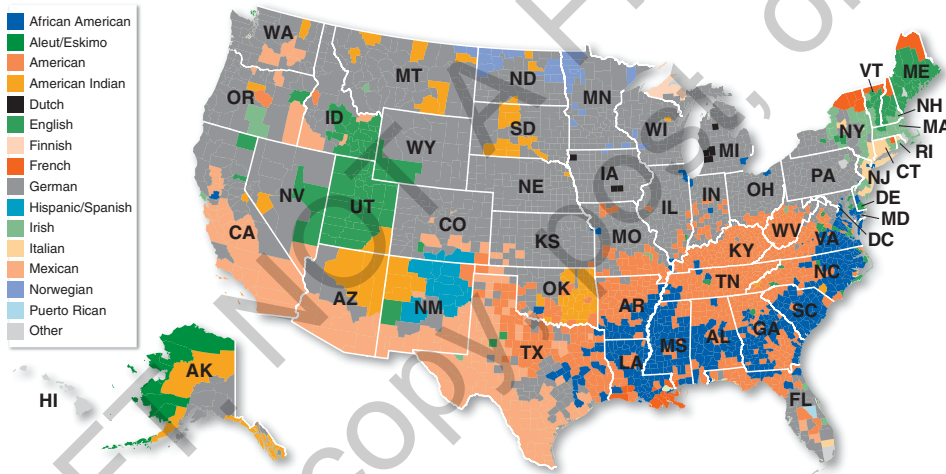 African American
Aleut/Eskimo
American
American Indian
Dutch
English
Finnish
French
German
Hispanic/Spanish
Irish
Italian
Mexican
Norwegian
Puerto Rican
Other
WA
OR
ID
MT
ND
MN
SD
WI
MI
WY
NE
IA
NV
UT
CO
CA
KS
MO
IL
IN
OH
PA
NY
VT
ME
NH
MA
RI
CT
NJ
DE
MD
DC
WV
VA
KY
TN
NC
SC
GA
AL
MS
AR
LA
OK
TX
NM
AZ
FL
AK
HI
copy, post, or